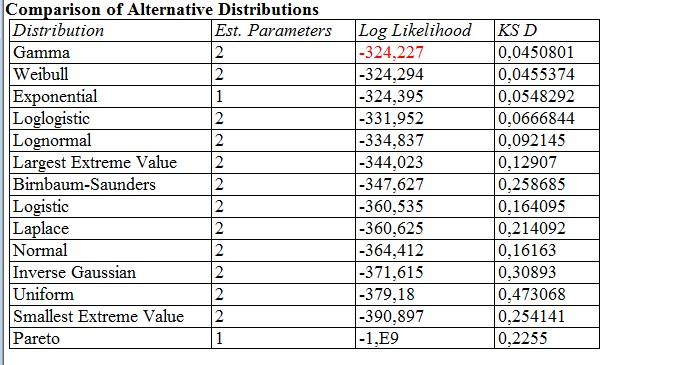 Comparison of Alternative Distributions
Distribution Est. Parameters Log Likelihood KS D
Gamma 2 -324,227 0,0450801
Weibull 2 -324,294 0,0455374
Exponential 1 -324,395 0,0548292
Loglogistic 2 -331,952 0,0666844
Lognormal 2 -334,837 0,092145
Largest Extreme Value 2 -344,023 0,12907
Birnbaum-Saunders 2 -347,627 0,258685
Logistic 2 -360,535 0,164095
Laplace 2 -360,625 0,214092
Normal 2 -364,412 0,16163
Inverse Gaussian 2 -371,615 0,30893
Uniform 2 -379,18 0,473068
Smallest Extreme Value 2 -390,897 0,254141
Pareto 1 -1,E9 0,2255